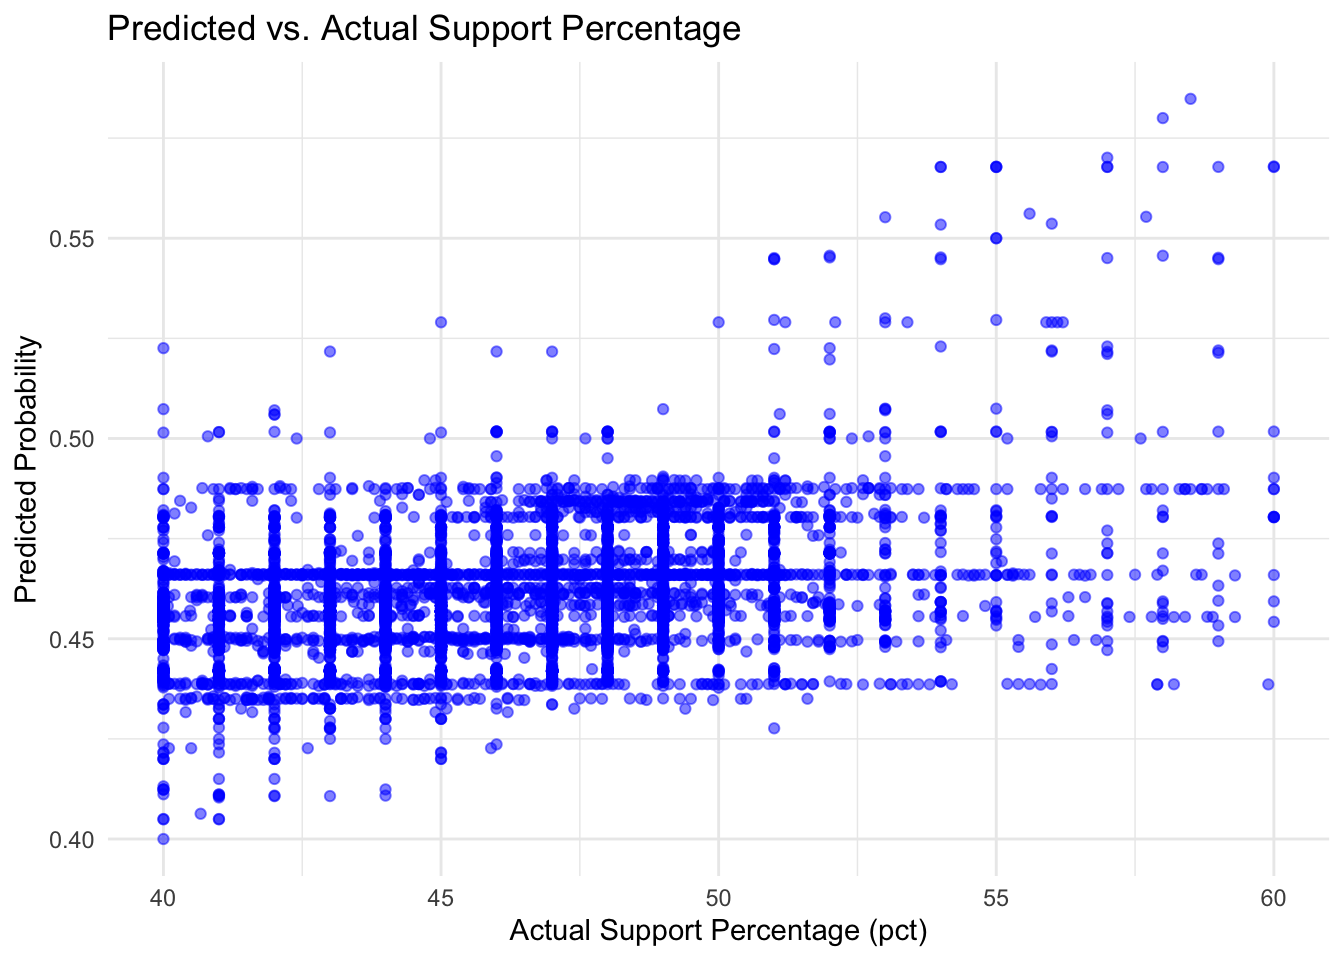 Predicted vs. Actual Support Percentage
Predicted Probability
0.55
0.50
0.45
0.40
40 45 50 55 60
Actual Support Percentage (pct)